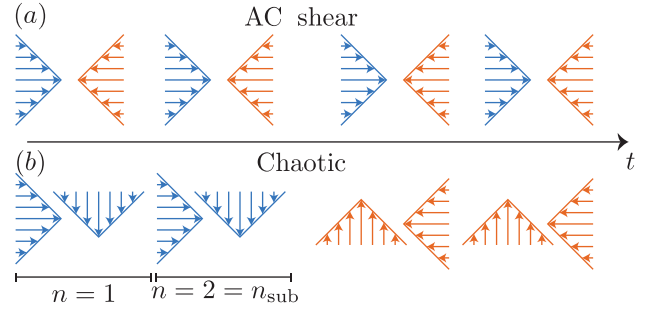 (a) AC shear
t
(b) Chaotic
n = 1 n = 2 = n_sub